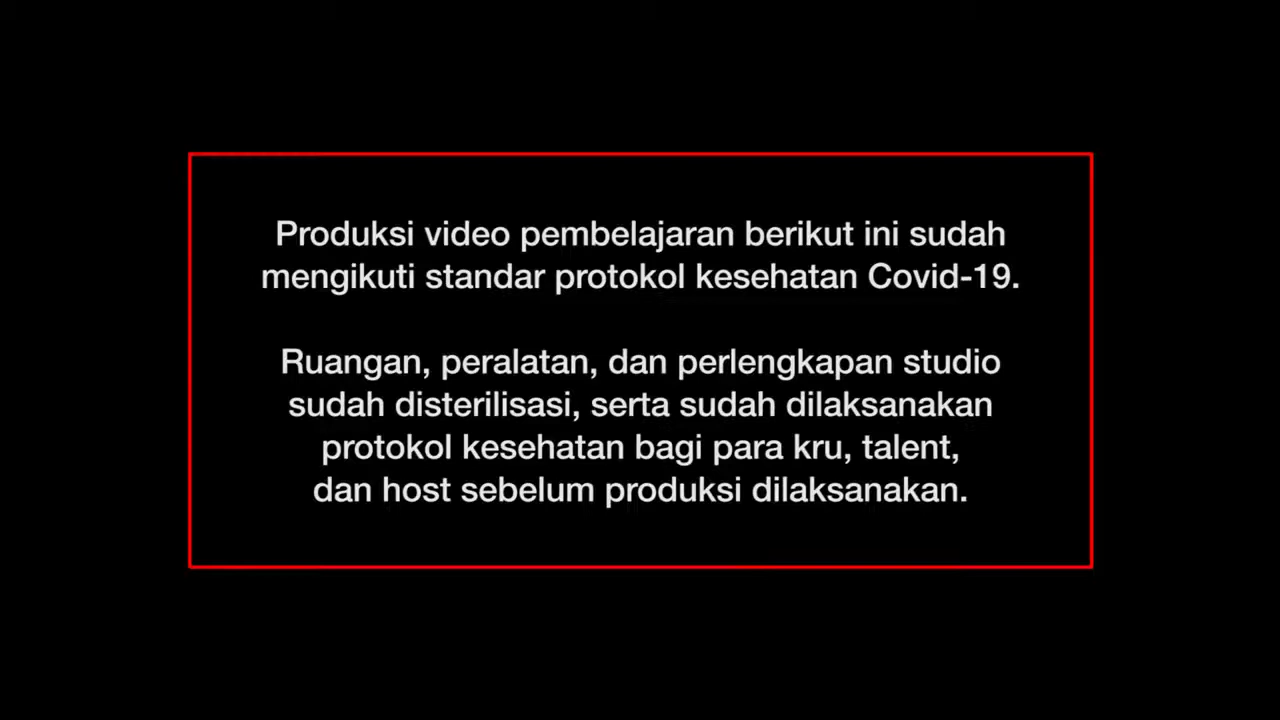 Produksi video pembelajaran berikut ini sudah
mengikuti standar protokol kesehatan Covid-19.
Ruangan, peralatan, dan perlengkapan studio
sudah disterilisasi, serta sudah dilaksanakan
protokol kesehatan bagi para kru, talent,
dan host sebelum produksi dilaksanakan.